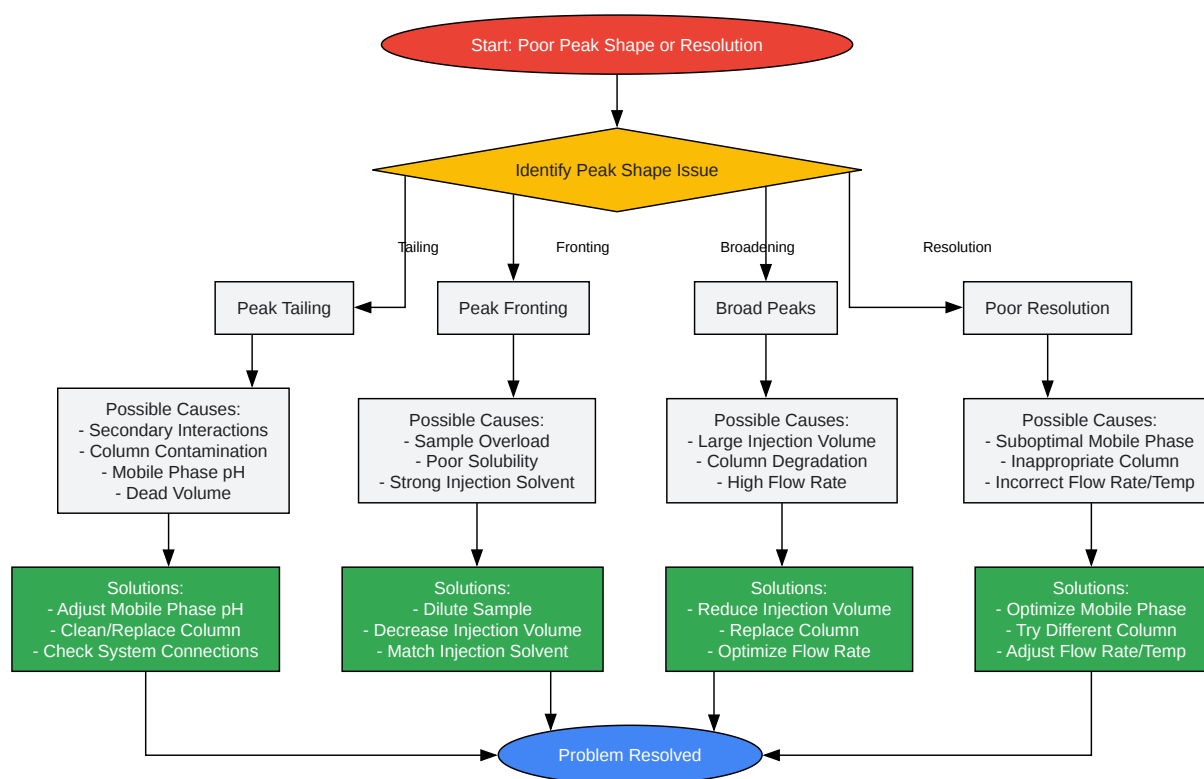 Start: Poor Peak Shape or Resolution
Identify Peak Shape Issue
Tailing
Fronting
Broadening
Resolution
Peak Tailing
Peak Fronting
Broad Peaks
Poor Resolution
Possible Causes:
- Secondary Interactions
- Column Contamination
- Mobile Phase pH
- Dead Volume
Possible Causes:
- Sample Overload
- Poor Solubility
- Strong Injection Solvent
Possible Causes:
- Large Injection Volume
- Column Degradation
- High Flow Rate
Possible Causes:
- Suboptimal Mobile Phase
- Inappropriate Column
- Incorrect Flow Rate/Temp
Solutions:
- Adjust Mobile Phase pH
- Clean/Replace Column
- Check System Connections
Solutions:
- Dilute Sample
- Decrease Injection Volume
- Match Injection Solvent
Solutions:
- Reduce Injection Volume
- Replace Column
- Optimize Flow Rate
Solutions:
- Optimize Mobile Phase
- Try Different Column
- Adjust Flow Rate/Temp
Problem Resolved